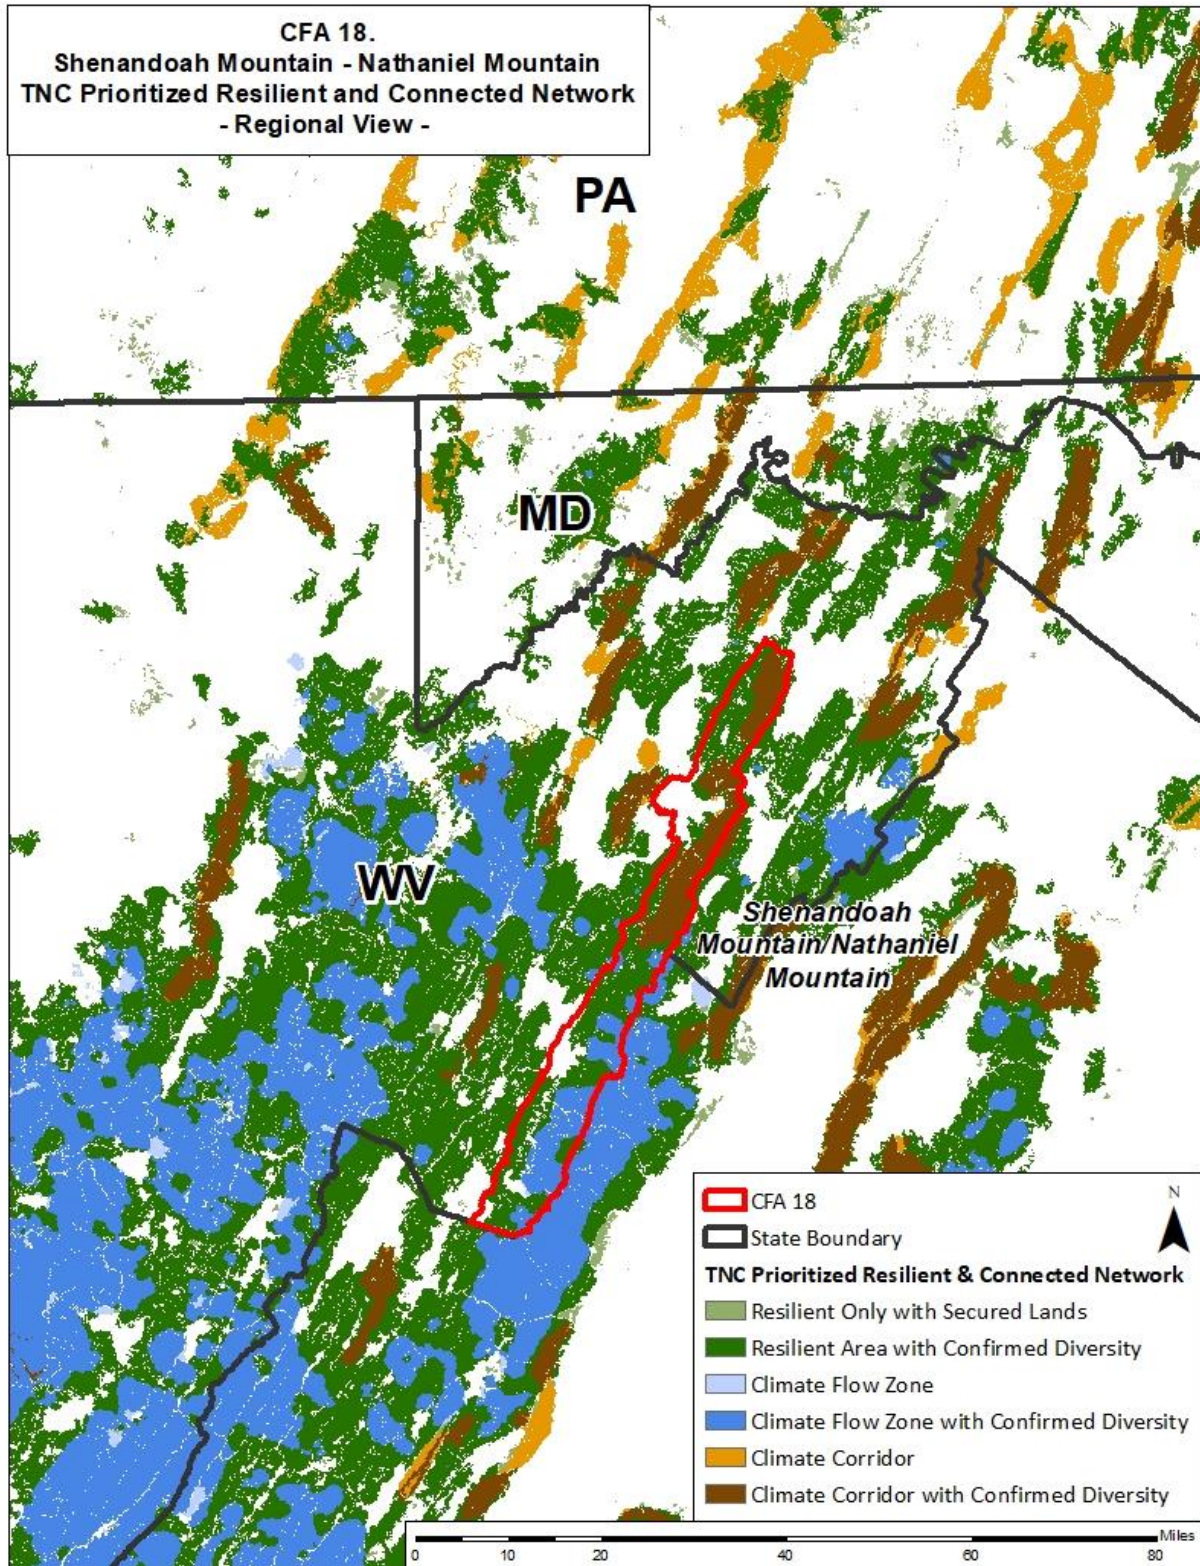 CFA 18.
Shenandoah Mountain - Nathaniel Mountain
TNC Prioritized Resilient and Connected Network
- Regional View -
PA
MD
WV
Shenandoah
Mountain/Nathaniel
Mountain
N
CFA 18
State Boundary
TNC Prioritized Resilient & Connected Network
Resilient Only with Secured Lands
Resilient Area with Confirmed Diversity
Climate Flow Zone
Climate Flow Zone with Confirmed Diversity
Climate Corridor
Climate Corridor with Confirmed Diversity
Miles
0 10 20 40 60 80